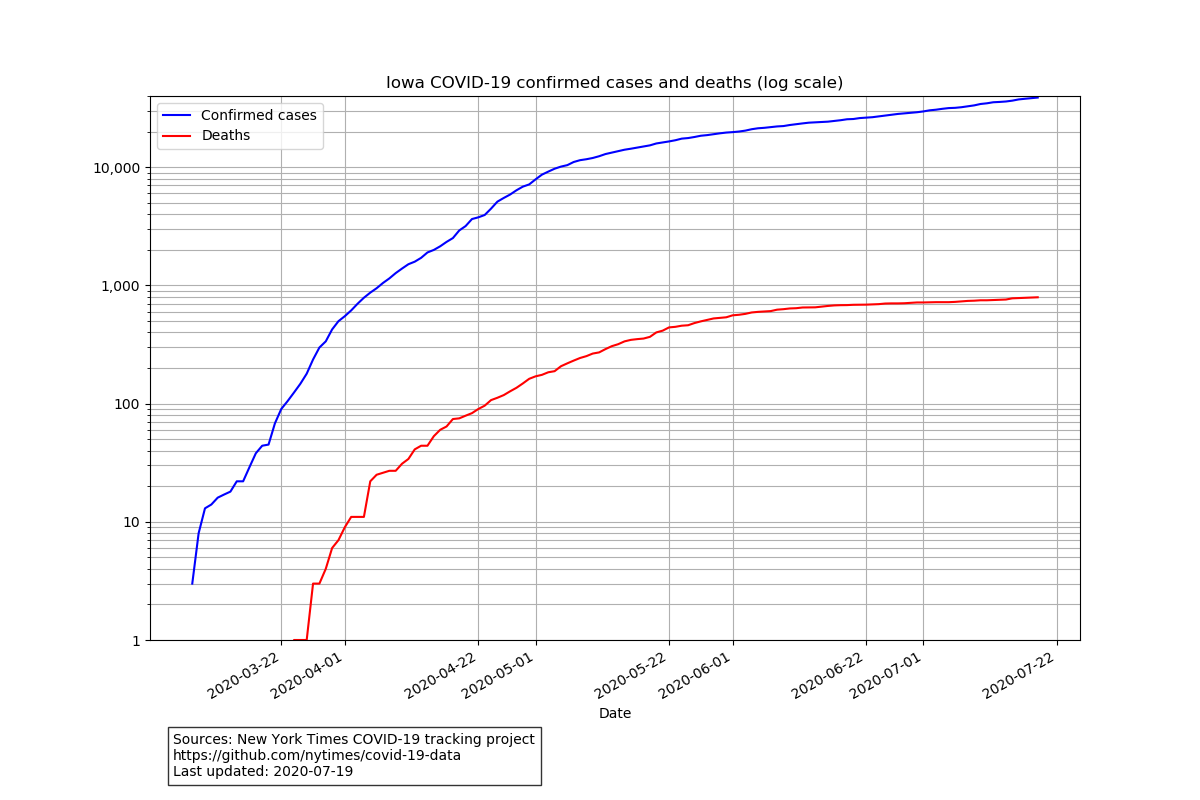 Iowa COVID-19 confirmed cases and deaths (log scale)
Confirmed cases
Deaths
10,000
1,000
100
10
1
2020-03-22
2020-04-01
2020-04-22
2020-05-01
2020-05-22
2020-06-01
2020-06-22
2020-07-01
2020-07-22
Date
Sources: New York Times COVID-19 tracking project
https://github.com/nytimes/covid-19-data
Last updated: 2020-07-19